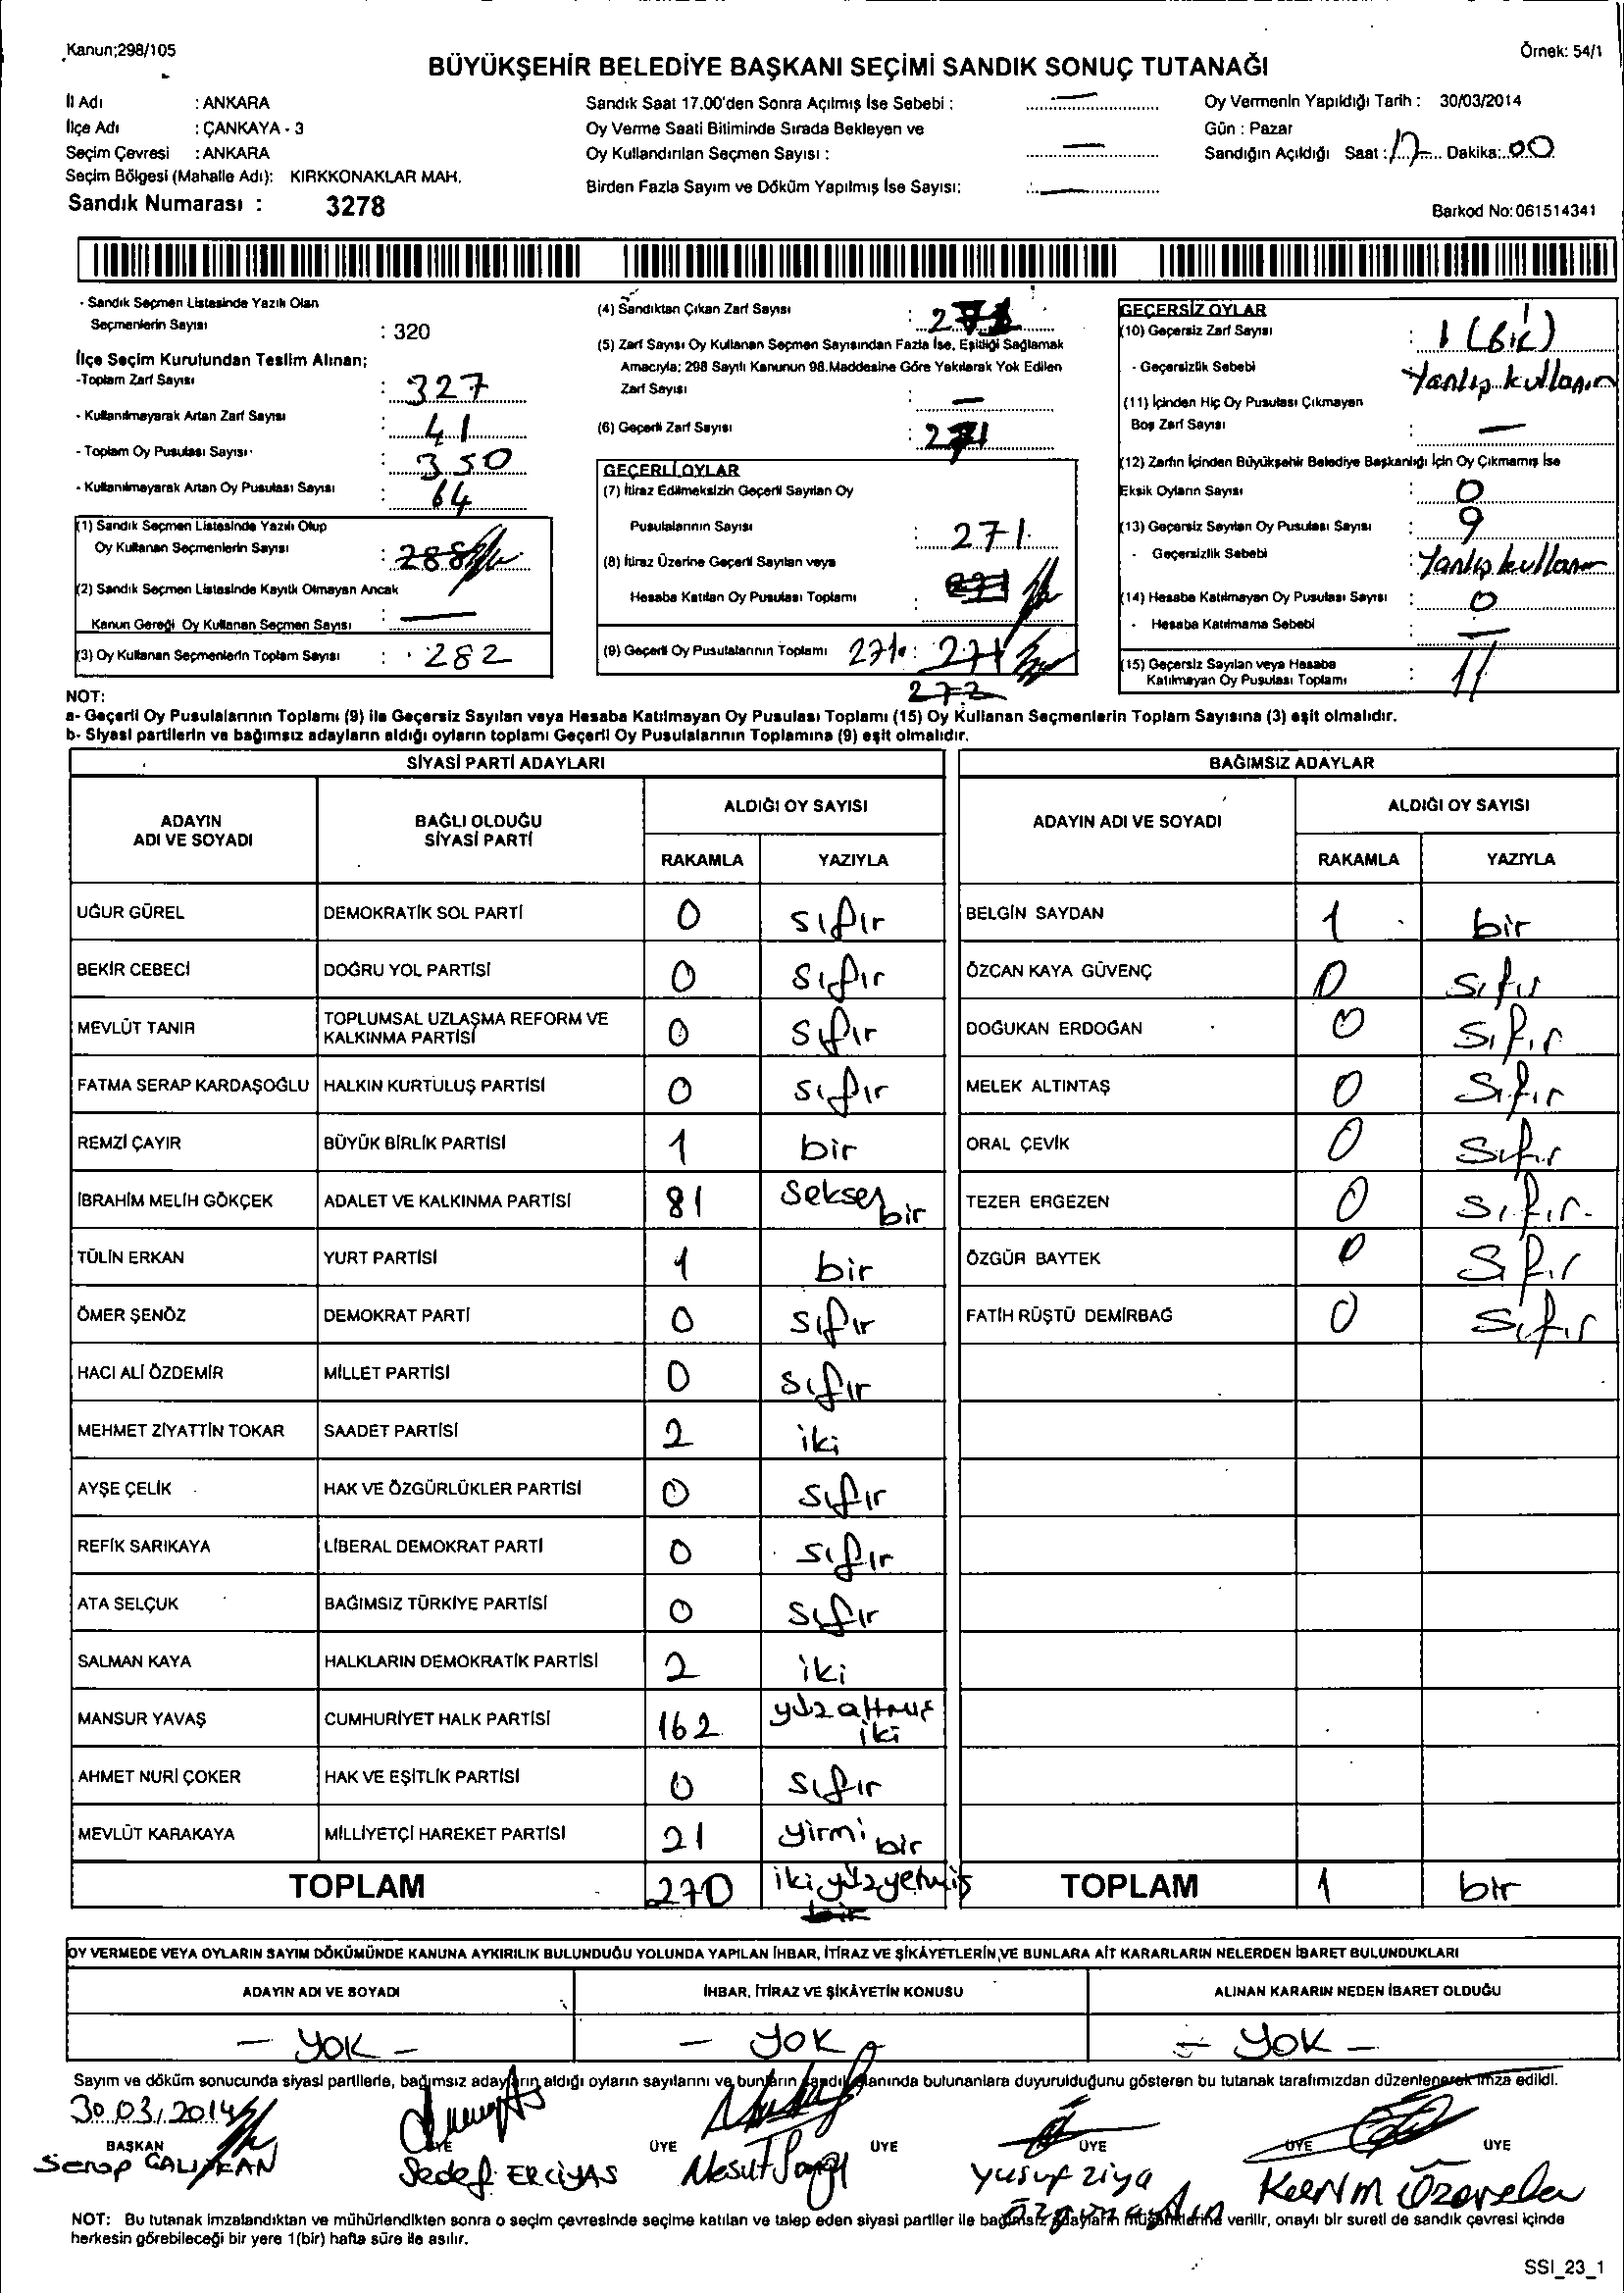 Kanun;298/105
Örnek: 54/1
BÜYÜKŞEHİR BELEDİYE BAŞKANI SEÇİMİ SANDIK SONUÇ TUTANAĞI
İl Adı : ANKARA
İlçe Adı : ÇANKAYA - 3
Seçim Çevresi : ANKARA
Seçim Bölgesi (Mahalle Adı): KIRKKONAKLAR MAH.
Sandık Numarası : 3278
Sandık Saat 17.00'den Sonra Açılmış İse Sebebi : —
Oy Verme Saati Bitiminde Sırada Bekleyen ve
Oy Kullandırılan Seçmen Sayısı : —
Birden Fazla Sayım ve Döküm Yapılmış İse Sayısı: —
Oy Vermenin Yapıldığı Tarih : 30/03/2014
Gün : Pazar
Sandığın Açıldığı Saat : 17 Dakika: 00
Barkod No: 061514341
- Sandık Seçmen Listesinde Yazılı Olan
Seçmenlerin Sayısı : 320
İlçe Seçim Kurulundan Teslim Alınan;
-Toplam Zarf Sayısı : 327
- Kullanılmayarak Artan Zarf Sayısı : 41
- Toplam Oy Pusulası Sayısı : 350
- Kullanılmayarak Artan Oy Pusulası Sayısı : 64
(1) Sandık Seçmen Listesinde Yazılı Olup
Oy Kullanan Seçmenlerin Sayısı : 288
(2) Sandık Seçmen Listesinde Kayıtlı Olmayan Ancak
Kanun Gereği Oy Kullanan Seçmen Sayısı : —
(3) Oy Kullanan Seçmenlerin Toplam Sayısı : 282
(4) Sandıktan Çıkan Zarf Sayısı :
(5) Zarf Sayısı Oy Kullanan Seçmen Sayısından Fazla İse, Eşitliği Sağlamak
Amacıyla; 298 Sayılı Kanunun 98.Maddesine Göre Yakılarak Yok Edilen
Zarf Sayısı : —
(6) Geçerli Zarf Sayısı : 271
GEÇERLİ OYLAR
(7) İtiraz Edilmeksizin Geçerli Sayılan Oy
Pusulalarının Sayısı : 271
(8) İtiraz Üzerine Geçerli Sayılan veya
Hesaba Katılan Oy Pusulası Toplamı : 271
(9) Geçerli Oy Pusulalarının Toplamı 271 : 271
272
GEÇERSİZ OYLAR
(10) Geçersiz Zarf Sayısı : 1 (bir)
- Geçersizlik Sebebi Yanlış kullanım
(11) İçinden Hiç Oy Pusulası Çıkmayan
Boş Zarf Sayısı : —
(12) Zarfın İçinden Büyükşehir Belediye Başkanlığı İçin Oy Çıkmamış İse
Eksik Oyların Sayısı : 0
(13) Geçersiz Sayılan Oy Pusulası Sayısı : 9
- Geçersizlik Sebebi : Yanlış kullanım
(14) Hesaba Katılmayan Oy Pusulası Sayısı : 0
- Hesaba Katılmama Sebebi : —
(15) Geçersiz Sayılan veya Hesaba
Katılmayan Oy Pusulası Toplamı : 11
NOT:
a- Geçerli Oy Pusulalarının Toplamı (9) ile Geçersiz Sayılan veya Hesaba Katılmayan Oy Pusulası Toplamı (15) Oy Kullanan Seçmenlerin Toplam Sayısına (3) eşit olmalıdır.
b- Siyasi partilerin ve bağımsız adayların aldığı oyların toplamı Geçerli Oy Pusulalarının Toplamına (9) eşit olmalıdır.
SİYASİ PARTİ ADAYLARI
ADAYIN
ADI VE SOYADI
BAĞLI OLDUĞU
SİYASİ PARTİ
ALDIĞI OY SAYISI
RAKAMLA YAZIYLA
UĞUR GÜREL DEMOKRATİK SOL PARTİ 0 sıfır
BEKİR CEBECİ DOĞRU YOL PARTİSİ 0 sıfır
MEVLÜT TANIR TOPLUMSAL UZLAŞMA REFORM VE
KALKINMA PARTİSİ 0 sıfır
FATMA SERAP KARDAŞOĞLU HALKIN KURTULUŞ PARTİSİ 0 sıfır
REMZİ ÇAYIR BÜYÜK BİRLİK PARTİSİ 1 bir
İBRAHİM MELİH GÖKÇEK ADALET VE KALKINMA PARTİSİ 81 seksen
bir
TÜLİN ERKAN YURT PARTİSİ 1 bir
ÖMER ŞENÖZ DEMOKRAT PARTİ 0 sıfır
HACI ALİ ÖZDEMİR MİLLET PARTİSİ 0 sıfır
MEHMET ZİYATTİN TOKAR SAADET PARTİSİ 2 iki
AYŞE ÇELİK HAK VE ÖZGÜRLÜKLER PARTİSİ 0 sıfır
REFİK SARIKAYA LİBERAL DEMOKRAT PARTİ 0 sıfır
ATA SELÇUK BAĞIMSIZ TÜRKİYE PARTİSİ 0 sıfır
SALMAN KAYA HALKLARIN DEMOKRATİK PARTİSİ 2 iki
MANSUR YAVAŞ CUMHURİYET HALK PARTİSİ 162 yüzaltmış
iki
AHMET NURİ ÇOKER HAK VE EŞİTLİK PARTİSİ 0 sıfır
MEVLÜT KARAKAYA MİLLİYETÇİ HAREKET PARTİSİ 21 yirmi bir
TOPLAM 270 ikiyüzyetmiş
bir
BAĞIMSIZ ADAYLAR
ADAYIN ADI VE SOYADI
ALDIĞI OY SAYISI
RAKAMLA YAZIYLA
BELGİN SAYDAN 1 bir
ÖZCAN KAYA GÜVENÇ 0 sıfır
DOĞUKAN ERDOĞAN 0 sıfır
MELEK ALTINTAŞ 0 sıfır
ORAL ÇEVİK 0 sıfır
TEZER ERGEZEN 0 sıfır
ÖZGÜR BAYTEK 0 sıfır
FATİH RÜŞTÜ DEMİRBAĞ 0 sıfır
TOPLAM 1 bir
OY VERMEDE VEYA OYLARIN SAYIM DÖKÜMÜNDE KANUNA AYKIRILIK BULUNDUĞU YOLUNDA YAPILAN İHBAR, İTİRAZ VE ŞİKÂYETLERİN,VE BUNLARA AİT KARARLARIN NELERDEN İBARET BULUNDUKLARI
ADAYIN ADI VE SOYADI İHBAR, İTİRAZ VE ŞİKÂYETİN KONUSU ALINAN KARARIN NEDEN İBARET OLDUĞU
— YOK — — YOK — — YOK —
Sayım ve döküm sonucunda siyasi partilerle, bağımsız adayların aldığı oyların sayılarını ve bunların sandık alanında bulunanlara duyurulduğunu gösteren bu tutanak tarafımızdan düzenlenerek imza edildi.
30.03.2014
BAŞKAN ÜYE ÜYE ÜYE ÜYE ÜYE ÜYE
Serap ÇALIŞKAN Sedef ERCİYAS Mesut Yusuf Ziya Kerim
NOT: Bu tutanak imzalandıktan ve mühürlendikten sonra o seçim çevresinde seçime katılan ve talep eden siyasi partiler ile bağımsız adayların müşahitlerine verilir, onaylı bir sureti de sandık çevresi içinde
herkesin görebileceği bir yere 1(bir) hafta süre ile asılır.
SSI_23_1